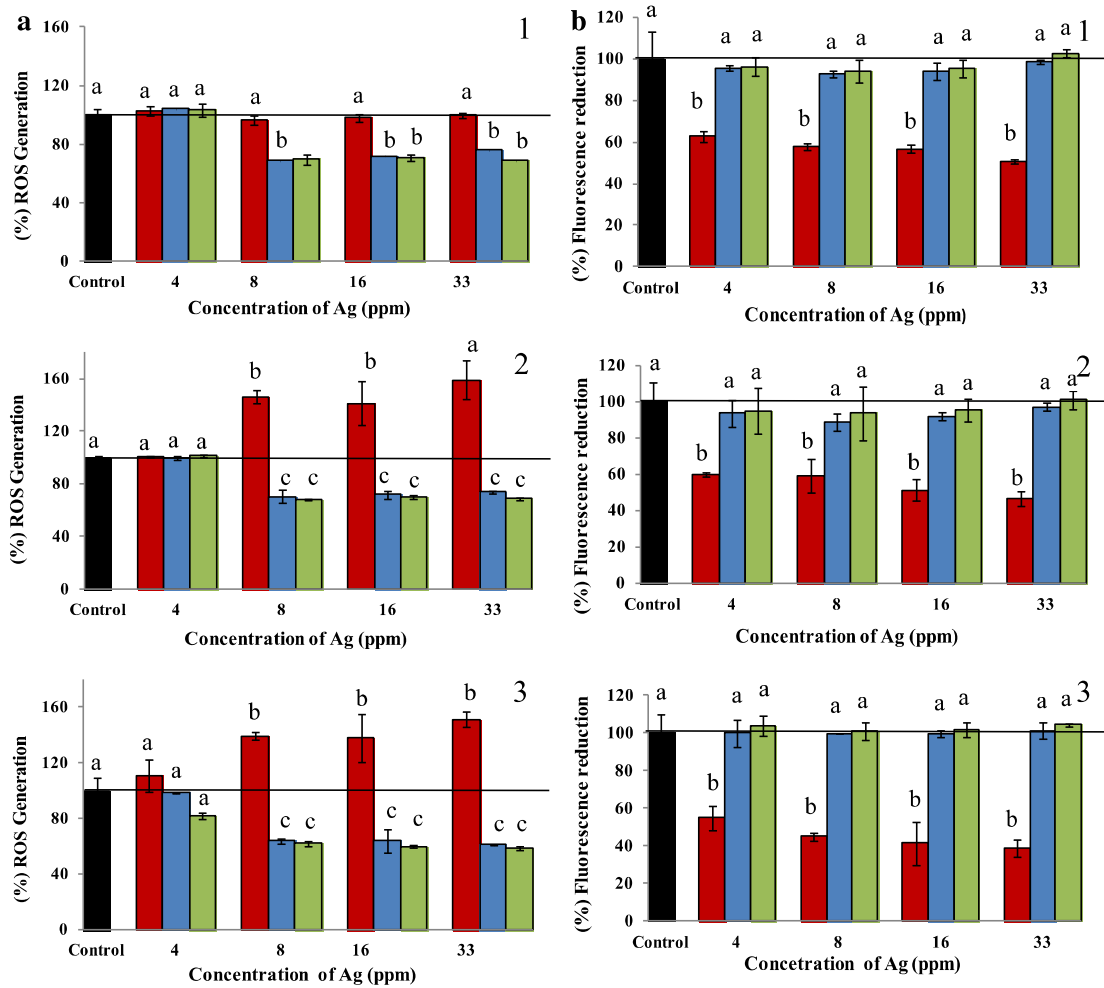 a
1
(%) ROS Generation
160
120
80
40
0
a
a a a
a b
a b b
a b b
Control 4 8 16 33
Concentration of Ag (ppm)
2
(%) ROS Generation
160
120
80
40
0
a
a a a
b c c
b c c
a c c
Control 4 8 16 33
Concentration of Ag (ppm)
3
(%) ROS Generation
160
120
80
40
0
a
a a a
b c c
b c c
b c c
Control 4 8 16 33
Concentration of Ag (ppm)
b
1
(%) Fluorescence reduction
120
100
80
60
40
20
0
a
b a a
b a a
b a a
b a a
Control 4 8 16 33
Concentration of Ag (ppm)
2
(%) Fluorescence reduction
120
100
80
60
40
20
0
a
b a a
b a a
b a a
b a a
Control 4 8 16 33
Concentration of Ag (ppm)
3
(%) Fluorescence reduction
120
100
80
60
40
20
0
a
b a a
b a a
b a a
b a a
Control 4 8 16 33
Concetration of Ag (ppm)